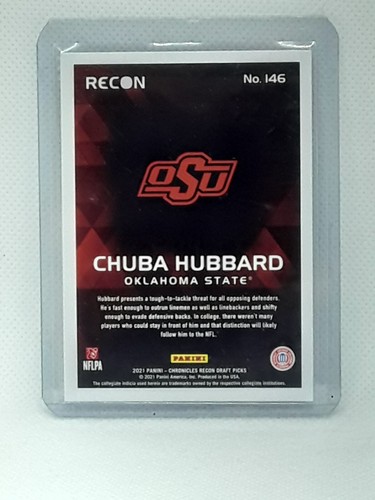 RECON
No. 146
OSU
CHUBA HUBBARD
OKLAHOMA STATE®
Hubbard presents a tough-to-tackle threat for all opposing defenders.
He's fast enough to outrun linemen as well as linebackers and shifty
enough to evade defensive backs. In college, there weren't many
players who could stay in front of him and that distinction will likely
follow him to the NFL.
NFLPA
PANINI
2021 PANINI - CHRONICLES RECON DRAFT PICKS
© 2021 Panini America, Inc. Produced in the USA.
The collegiate indicia used herein are trademarks owned by the respective collegiate institutions.